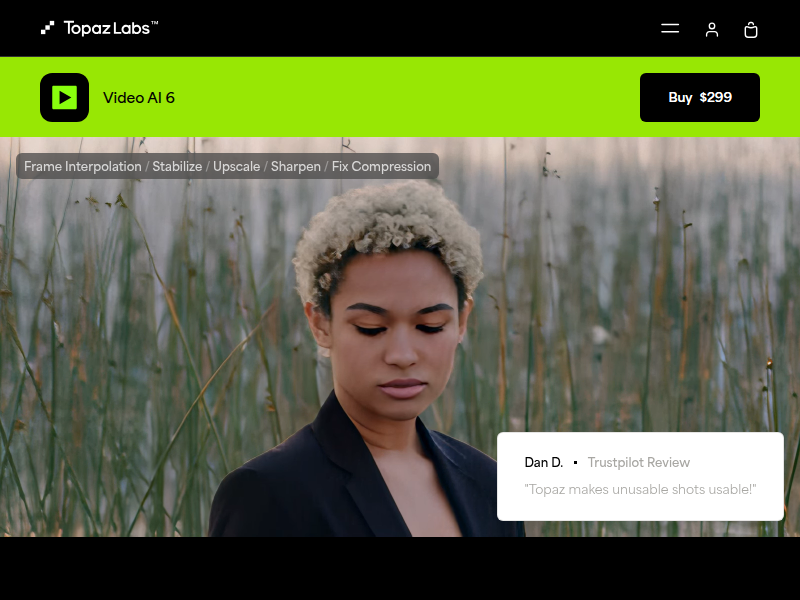 Topaz Labs™
Video AI 6
Buy $299
Frame Interpolation / Stabilize / Upscale / Sharpen / Fix Compression
Dan D. • Trustpilot Review
"Topaz makes unusable shots usable!"